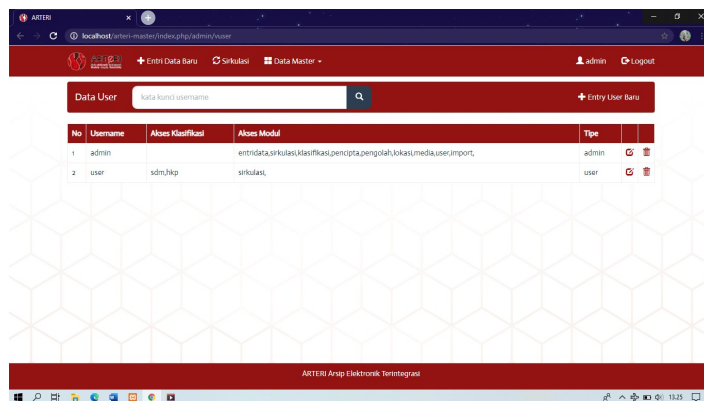 ARTERI
localhost/arteri-master/index.php/admin/vuser
ARTERI
Entri Data Baru Sirkulasi Data Master admin Logout
Data User kata kunci username Entry User Baru
No Username Akses Klasifikasi Akses Modul Tipe
1 admin entridata,sirkulasi,klasifikasi,pencipta,pengolah,lokasi,media,user,import, admin
2 user sdm,hkp sirkulasi, user
ARTERI Arsip Elektronik Terintegrasi
13.25